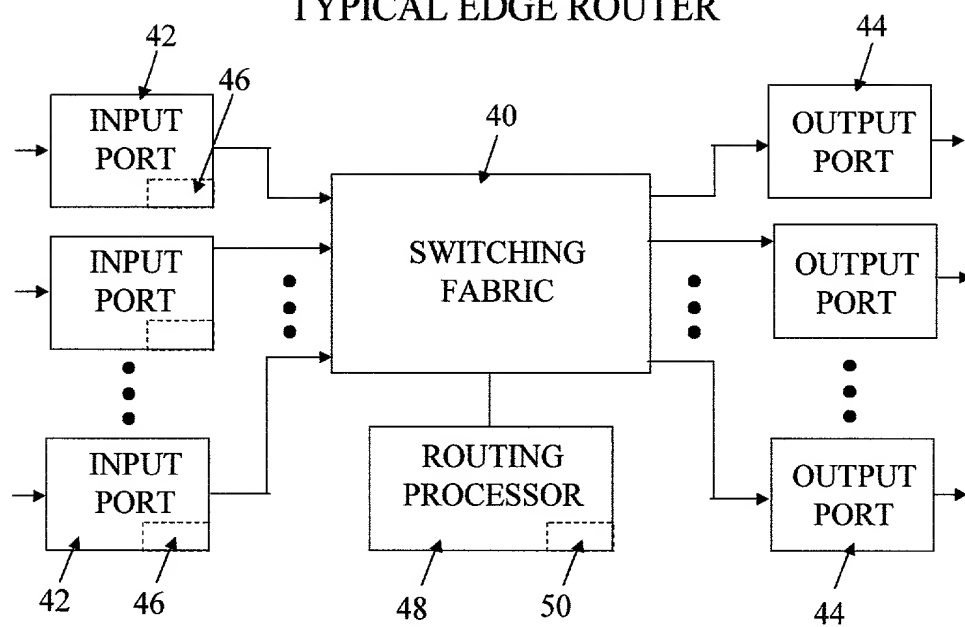 TYPICAL EDGE ROUTER
42
46
44
40
INPUT
PORT
OUTPUT
PORT
INPUT
PORT
SWITCHING
FABRIC
OUTPUT
PORT
INPUT
PORT
ROUTING
PROCESSOR
OUTPUT
PORT
42
46
48
50
44